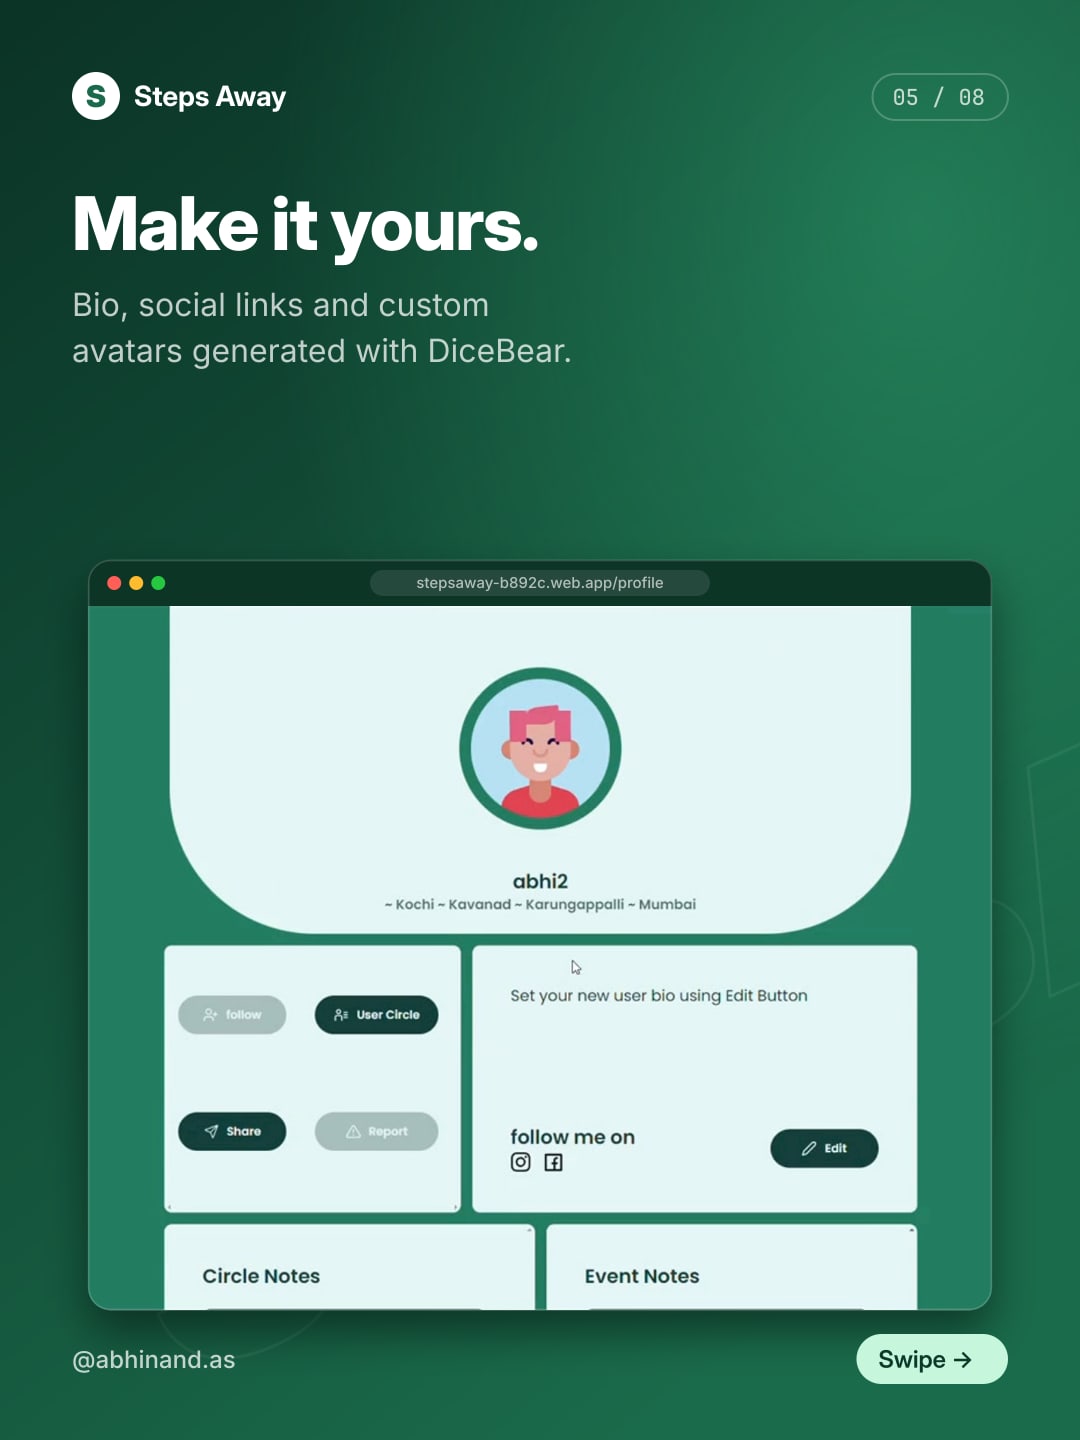 S Steps Away
05 / 08
Make it yours.
Bio, social links and custom
avatars generated with DiceBear.
stepsaway-b892c.web.app/profile
abhi2
~ Kochi ~ Kavanad ~ Karungappalli ~ Mumbai
follow
User Circle
Share
Report
Set your new user bio using Edit Button
follow me on
Edit
Circle Notes
Event Notes
@abhinand.as
Swipe →